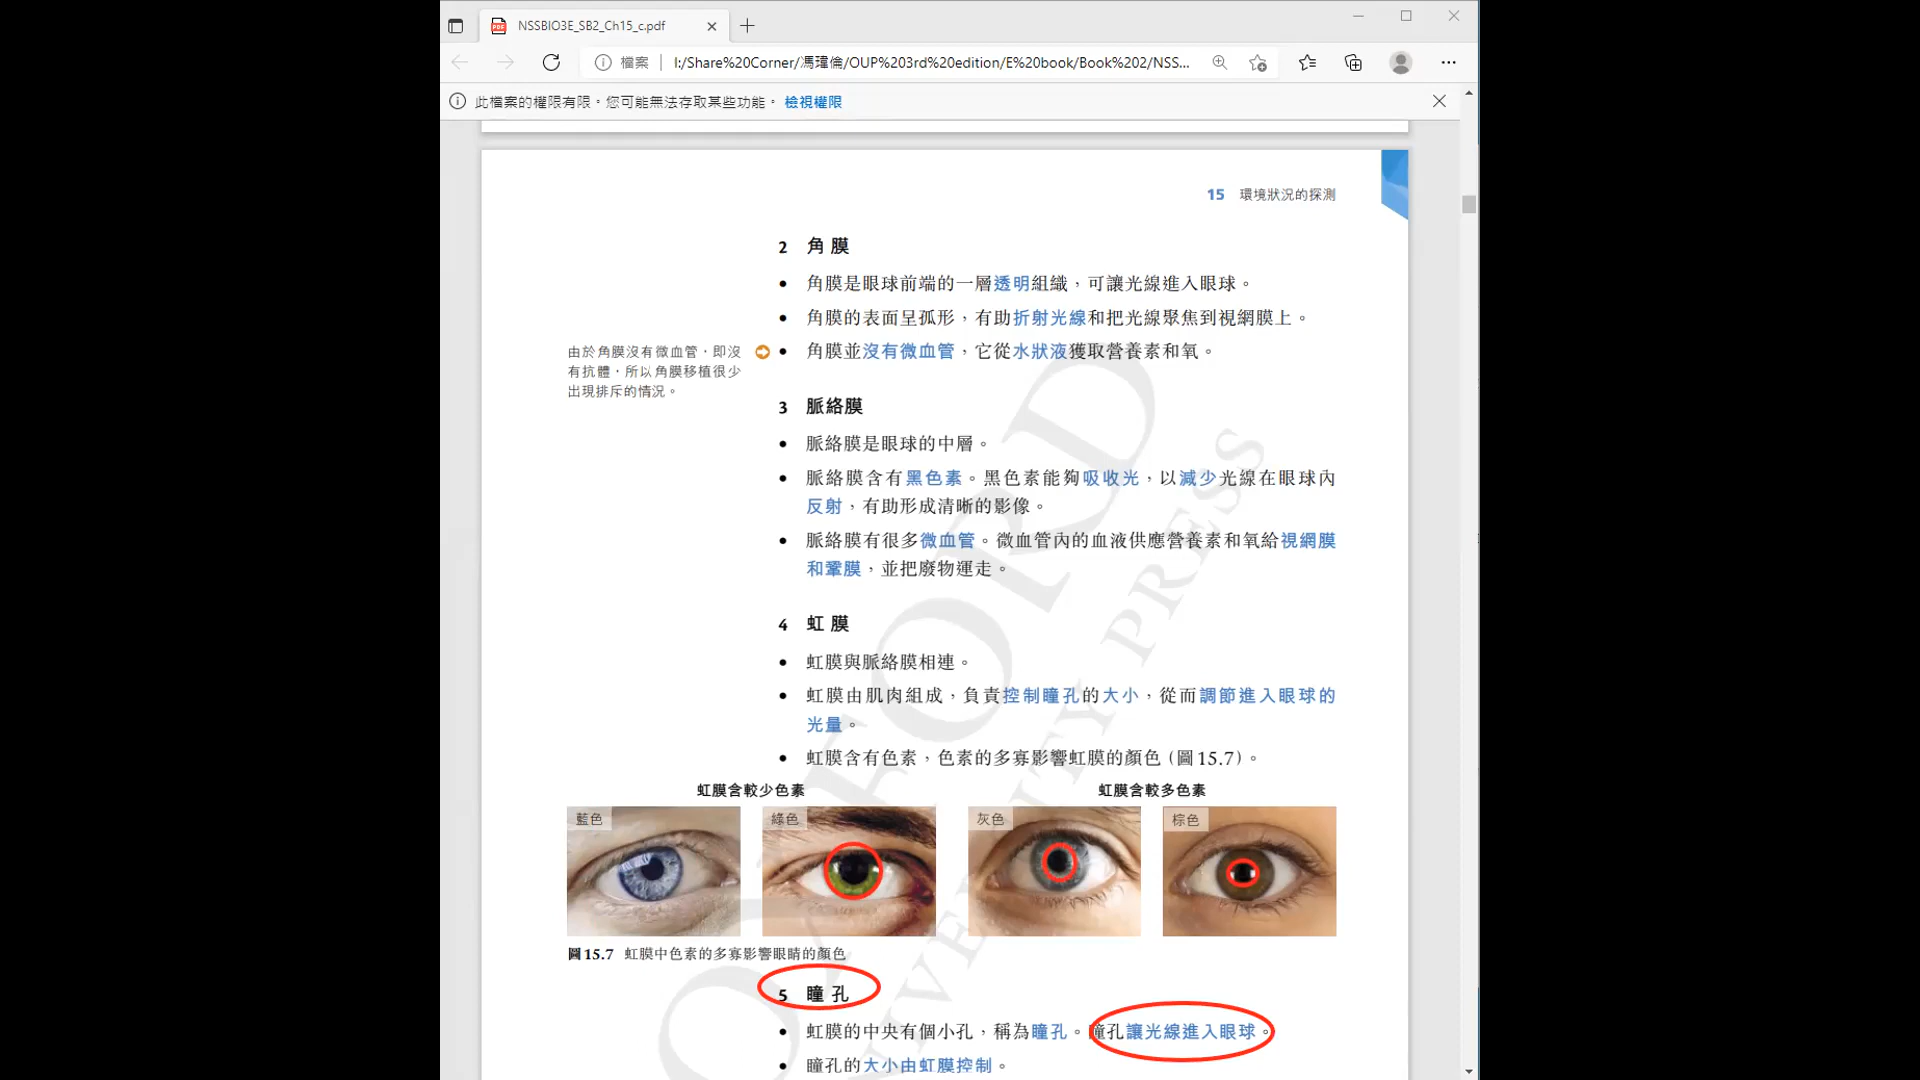 NSSBIO3E_SB2_Ch15_c.pdf
檔案 I:/Share%20Corner/馮瑋倫/OUP%203rd%20edition/E%20book/Book%202/NSS...
此檔案的權限有限。您可能無法存取某些功能。 檢視權限
15 環境狀況的探測
2 角膜
• 角膜是眼球前端的一層透明組織，可讓光線進入眼球。
• 角膜的表面呈弧形，有助折射光線和把光線聚焦到視網膜上。
• 角膜並沒有微血管，它從水狀液獲取營養素和氧。
由於角膜沒有微血管，即沒
有抗體，所以角膜移植很少
出現排斥的情況。
3 脈絡膜
• 脈絡膜是眼球的中層。
• 脈絡膜含有黑色素。黑色素能夠吸收光，以減少光線在眼球內
反射，有助形成清晰的影像。
• 脈絡膜有很多微血管。微血管內的血液供應營養素和氧給視網膜
和鞏膜，並把廢物運走。
4 虹膜
• 虹膜與脈絡膜相連。
• 虹膜由肌肉組成，負責控制瞳孔的大小，從而調節進入眼球的
光量。
• 虹膜含有色素，色素的多寡影響虹膜的顏色（圖15.7）。
虹膜含較少色素 虹膜含較多色素
藍色 綠色 灰色 棕色
圖15.7 虹膜中色素的多寡影響眼睛的顏色
5 瞳孔
• 虹膜的中央有個小孔，稱為瞳孔。瞳孔讓光線進入眼球。
• 瞳孔的大小由虹膜控制。
OXFORD
UNIVERSITY PRESS